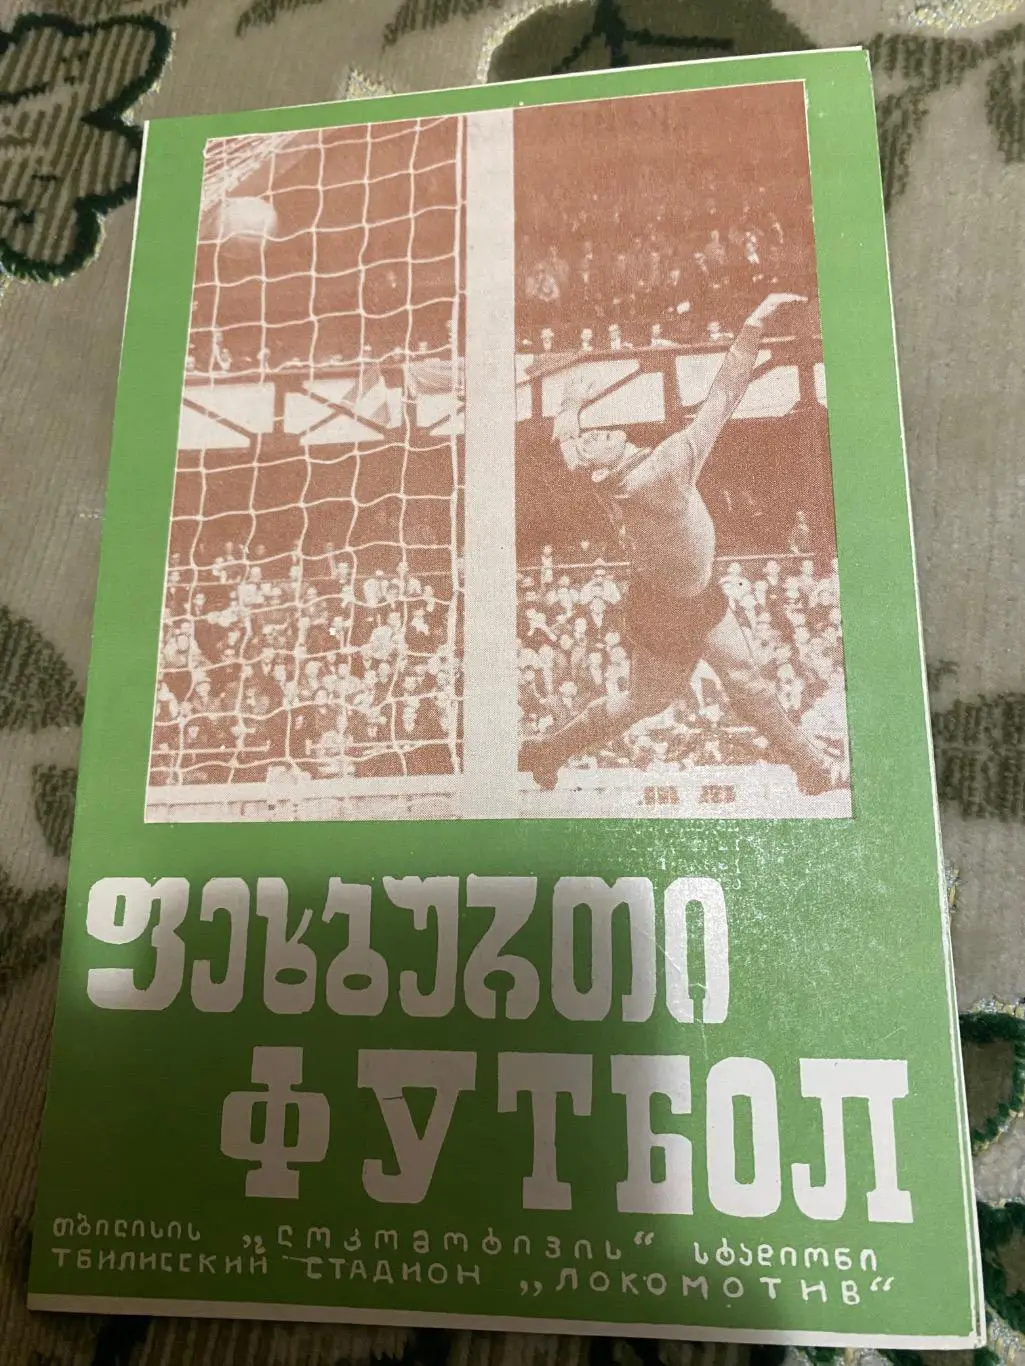 ფეხბურთი
ФУТБОЛ
თბილისის „ლოკომოტივის“ სტადიონი
ТБИЛИССКИЙ СТАДИОН „ЛОКОМОТИВ“